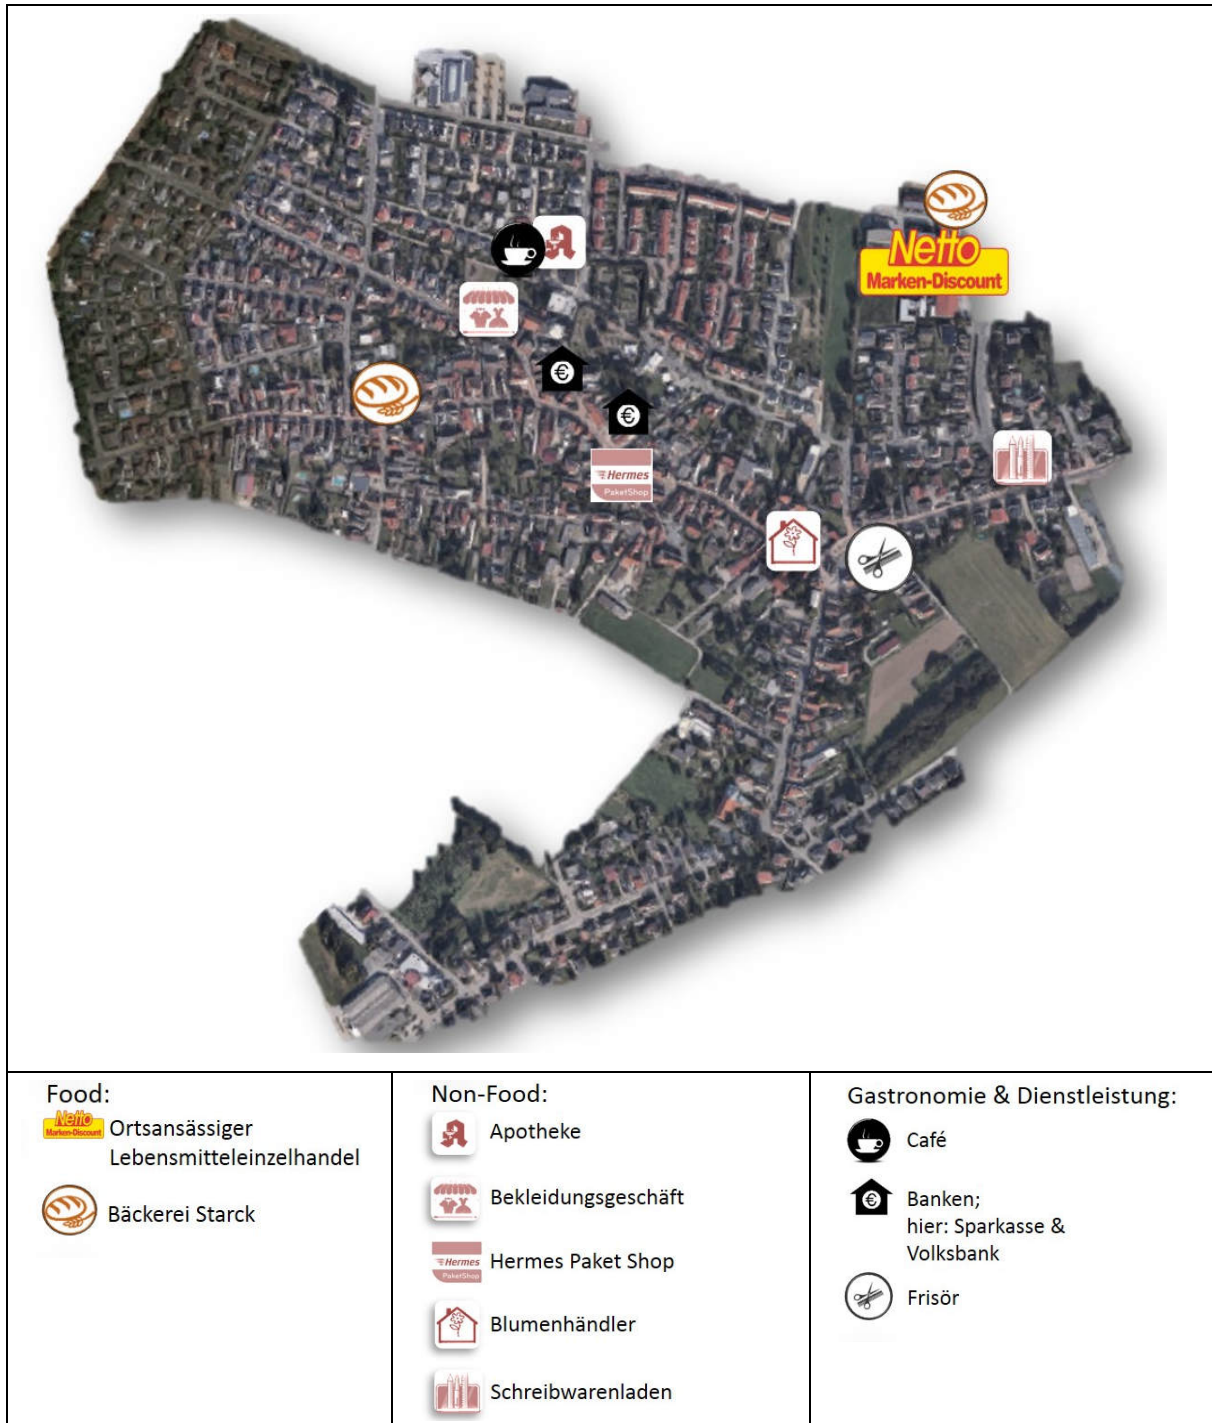 Netto
Marken-Discount
€
€
Hermes
PaketShop
Food:
Netto
Marken-Discount
Ortsansässiger
Lebensmitteleinzelhandel
Bäckerei Starck
Non-Food:
Apotheke
Bekleidungsgeschäft
Hermes
PaketShop
Hermes Paket Shop
Blumenhändler
Schreibwarenladen
Gastronomie & Dienstleistung:
Café
€
Banken;
hier: Sparkasse &
Volksbank
Frisör